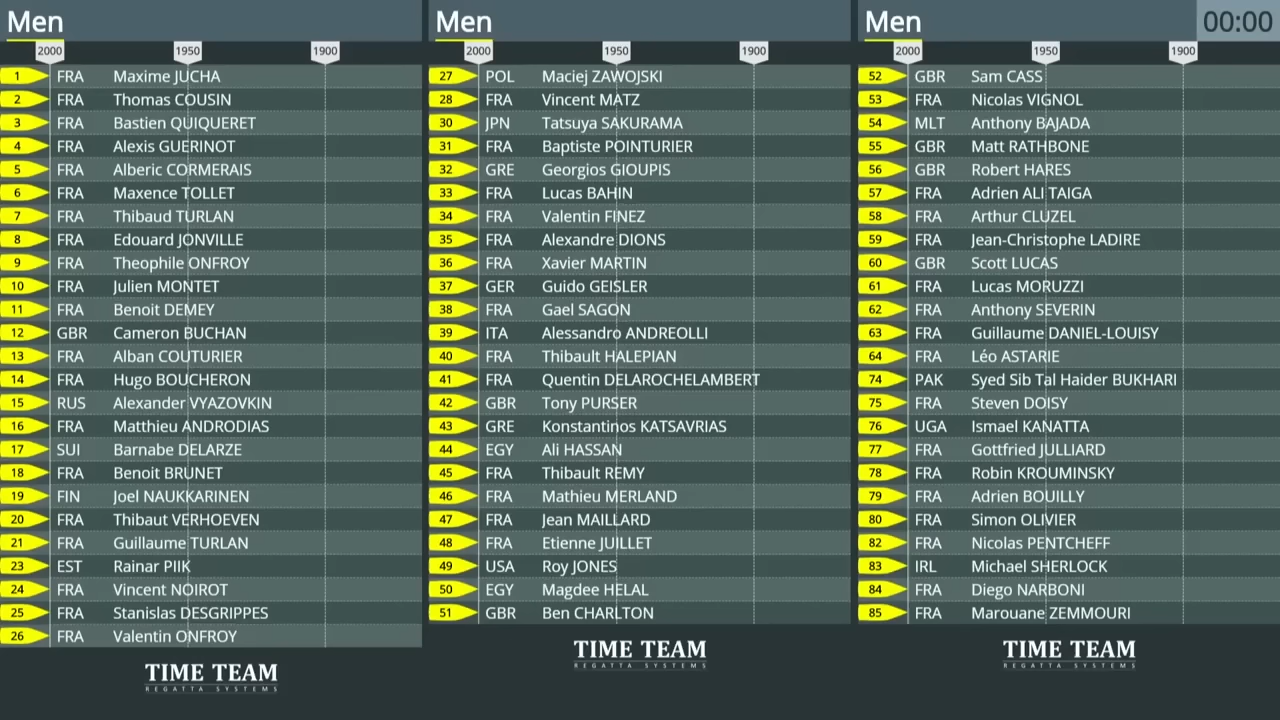 Men
2000 1950 1900
1 FRA Maxime JUCHA
2 FRA Thomas COUSIN
3 FRA Bastien QUIQUERET
4 FRA Alexis GUERINOT
5 FRA Alberic CORMERAIS
6 FRA Maxence TOLLET
7 FRA Thibaud TURLAN
8 FRA Edouard JONVILLE
9 FRA Theophile ONFROY
10 FRA Julien MONTET
11 FRA Benoit DEMEY
12 GBR Cameron BUCHAN
13 FRA Alban COUTURIER
14 FRA Hugo BOUCHERON
15 RUS Alexander VYAZOVKIN
16 FRA Matthieu ANDRODIAS
17 SUI Barnabe DELARZE
18 FRA Benoit BRUNET
19 FIN Joel NAUKKARINEN
20 FRA Thibaut VERHOEVEN
21 FRA Guillaume TURLAN
23 EST Rainar PIIK
24 FRA Vincent NOIROT
25 FRA Stanislas DESGRIPPES
26 FRA Valentin ONFROY
TIME TEAM
REGATTA SYSTEMS
Men
2000 1950 1900
27 POL Maciej ZAWOJSKI
28 FRA Vincent MATZ
30 JPN Tatsuya SAKURAMA
31 FRA Baptiste POINTURIER
32 GRE Georgios GIOUPIS
33 FRA Lucas BAHIN
34 FRA Valentin FINEZ
35 FRA Alexandre DIONS
36 FRA Xavier MARTIN
37 GER Guido GEISLER
38 FRA Gael SAGON
39 ITA Alessandro ANDREOLLI
40 FRA Thibault HALEPIAN
41 FRA Quentin DELAROCHELAMBERT
42 GBR Tony PURSER
43 GRE Konstantinos KATSAVRIAS
44 EGY Ali HASSAN
45 FRA Thibault REMY
46 FRA Mathieu MERLAND
47 FRA Jean MAILLARD
48 FRA Etienne JUILLET
49 USA Roy JONES
50 EGY Magdee HELAL
51 GBR Ben CHARLTON
TIME TEAM
REGATTA SYSTEMS
Men 00:00
2000 1950 1900
52 GBR Sam CASS
53 FRA Nicolas VIGNOL
54 MLT Anthony BAJADA
55 GBR Matt RATHBONE
56 GBR Robert HARES
57 FRA Adrien ALI TAIGA
58 FRA Arthur CLUZEL
59 FRA Jean-Christophe LADIRE
60 GBR Scott LUCAS
61 FRA Lucas MORUZZI
62 FRA Anthony SEVERIN
63 FRA Guillaume DANIEL-LOUISY
64 FRA Léo ASTARIE
74 PAK Syed Sib Tal Haider BUKHARI
75 FRA Steven DOISY
76 UGA Ismael KANATTA
77 FRA Gottfried JULLIARD
78 FRA Robin KROUMINSKY
79 FRA Adrien BOUILLY
80 FRA Simon OLIVIER
82 FRA Nicolas PENTCHEFF
83 IRL Michael SHERLOCK
84 FRA Diego NARBONI
85 FRA Marouane ZEMMOURI
TIME TEAM
REGATTA SYSTEMS